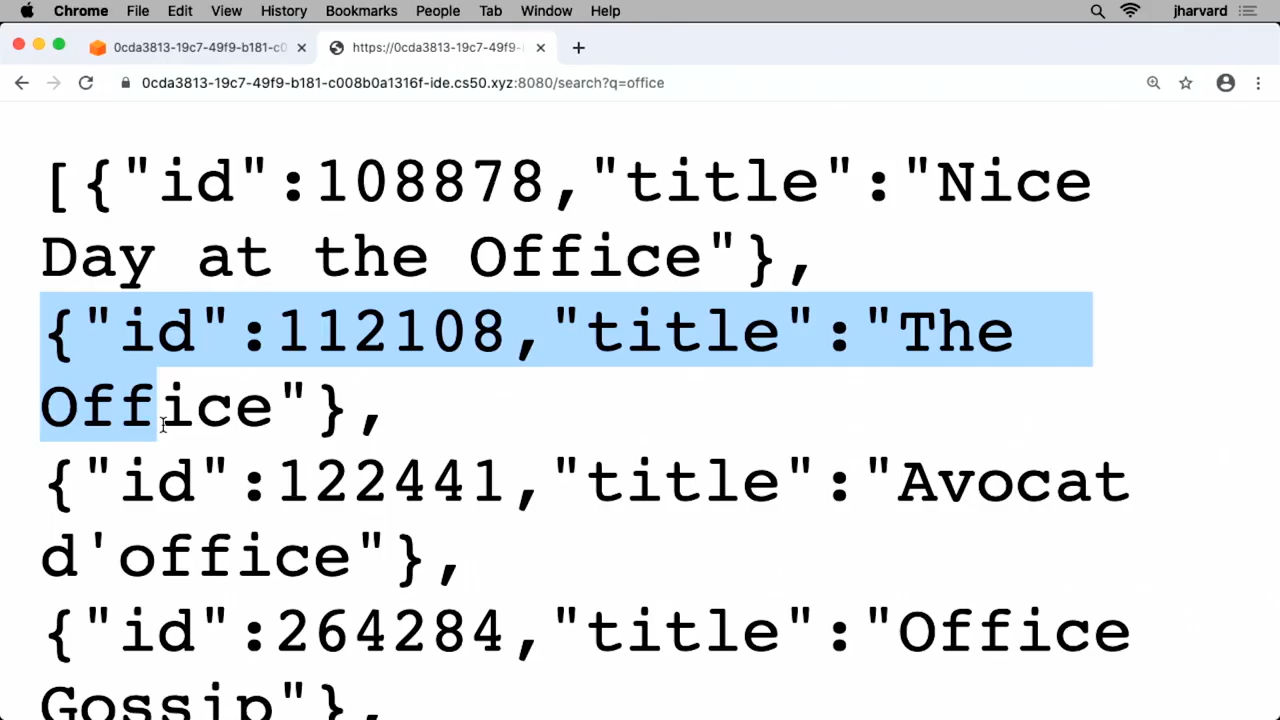 Chrome File Edit View History Bookmarks People Tab Window Help jharvard
0cda3813-19c7-49f9-b181-c0 https://0cda3813-19c7-49f9-
0cda3813-19c7-49f9-b181-c008b0a1316f-ide.cs50.xyz:8080/search?q=office
[{"id":108878,"title":"Nice
Day at the Office"},
{"id":112108,"title":"The
Office"},
{"id":122441,"title":"Avocat
d'office"},
{"id":264284,"title":"Office
Gossip"},